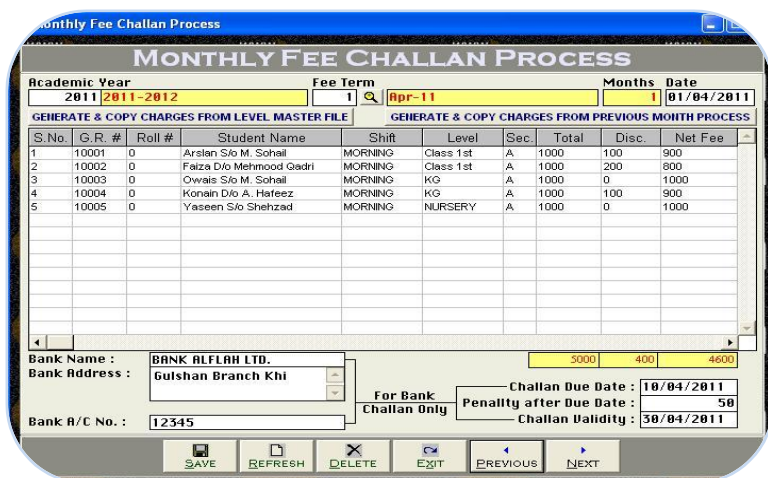 Monthly Fee Challan Process
MONTHLY FEE CHALLAN PROCESS
Academic Year Fee Term Months Date
2011 2011-2012 1 Apr-11 1 01/04/2011
GENERATE & COPY CHARGES FROM LEVEL MASTER FILE GENERATE & COPY CHARGES FROM PREVIOUS MONTH PROCESS
S.No. G.R. # Roll # Student Name Shift Level Sec. Total Disc. Net Fee
1 10001 0 Arslan S/o M. Sohail MORNING Class 1st A 1000 100 900
2 10002 0 Faiza D/o Mehmood Qadri MORNING Class 1st A 1000 200 800
3 10003 0 Owais S/o M. Sohail MORNING KG A 1000 0 1000
4 10004 0 Konain D/o A. Hafeez MORNING KG A 1000 100 900
5 10005 0 Yaseen S/o Shehzad MORNING NURSERY A 1000 0 1000
5000 400 4600
Bank Name : BANK ALFLAH LTD.
Bank Address : Gulshan Branch Khi
Bank A/C No. : 12345
For Bank
Challan Only
Challan Due Date : 10/04/2011
Penallty after Due Date : 50
Challan Validity : 30/04/2011
SAVE REFRESH DELETE EXIT PREVIOUS NEXT